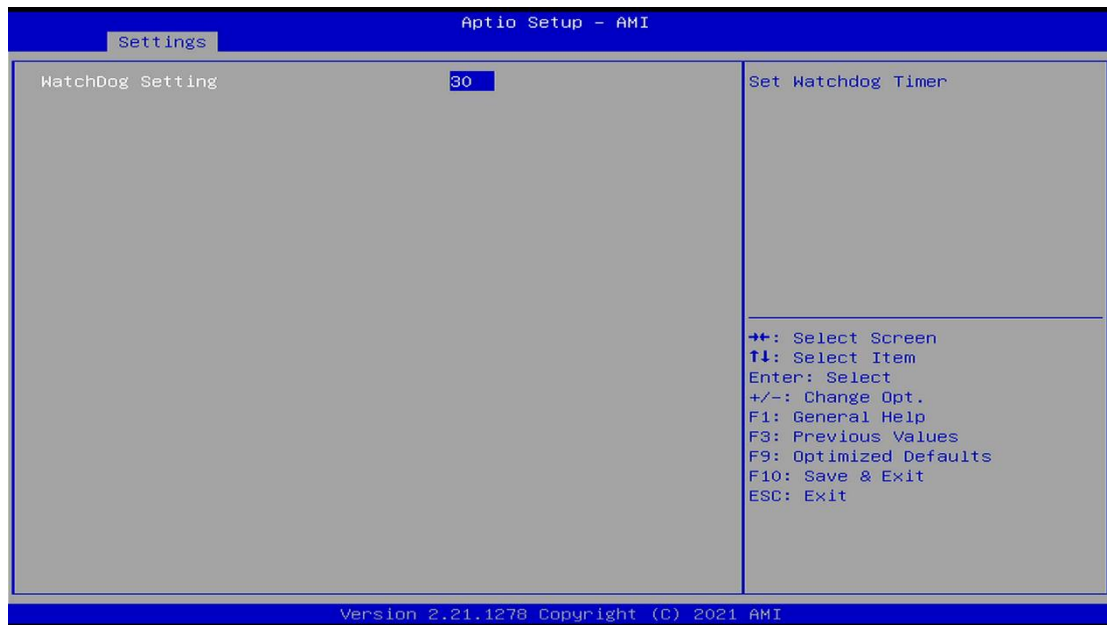 Aptio Setup – AMI
Settings
WatchDog Setting 30
Set Watchdog Timer
→←: Select Screen
↑↓: Select Item
Enter: Select
+/-: Change Opt.
F1: General Help
F3: Previous Values
F9: Optimized Defaults
F10: Save & Exit
ESC: Exit
Version 2.21.1278 Copyright (C) 2021 AMI